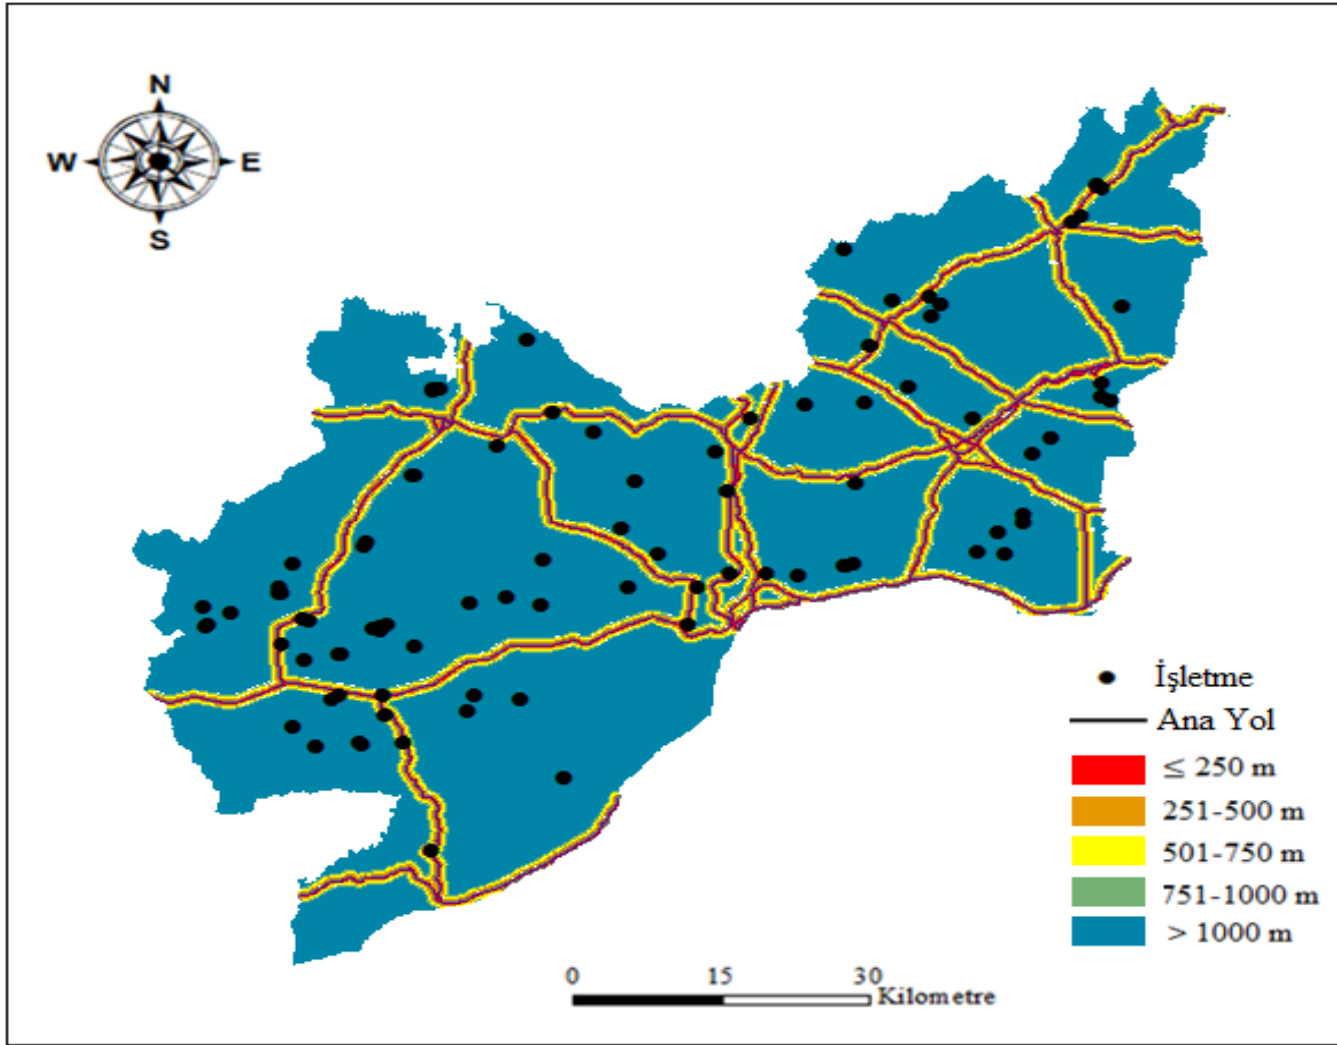 N
W E
S
İşletme
Ana Yol
≤ 250 m
251-500 m
501-750 m
751-1000 m
> 1000 m
0 15 30
Kilometre